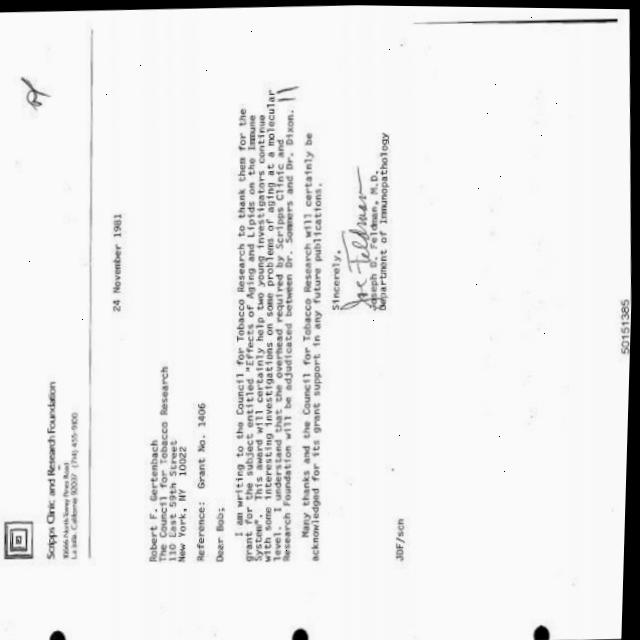 Scripps Clinic and Research Foundation
10666 North Torrey Pines Road
La Jolla, California 92037 (714) 455-9100
24 November 1981
Robert F. Gertenbach
The Council for Tobacco Research
110 East 59th Street
New York, NY 10022
Reference: Grant No. 1406
Dear Bob:
I am writing to the Council for Tobacco Research to thank them for the
grant for the subject entitled "Effects of Aging and Lipids on the Immune
System". This award will certainly help two young investigators continue
with some interesting investigations on some problems of aging at a molecular
level. I understand that the overhead required by Scripps Clinic and
Research Foundation will be adjudicated between Dr. Sommers and Dr. Dixon.
Many thanks and the Council for Tobacco Research will certainly be
acknowledged for its grant support in any future publications.
Sincerely,
Joe Feldman
Joseph D. Feldman, M.D.
Department of Immunopathology
JDF/scn
50151385